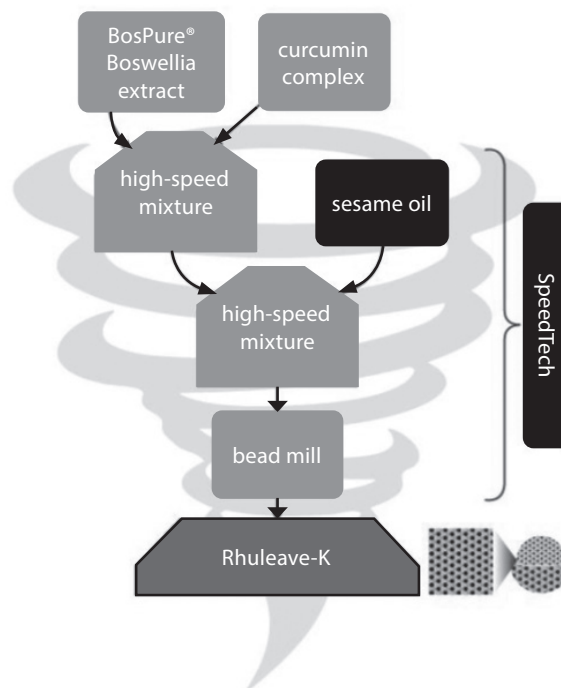 BosPure®
Boswellia
extract
curcumin
complex
high-speed
mixture
sesame oil
high-speed
mixture
SpeedTech
bead mill
Rhuleave-K